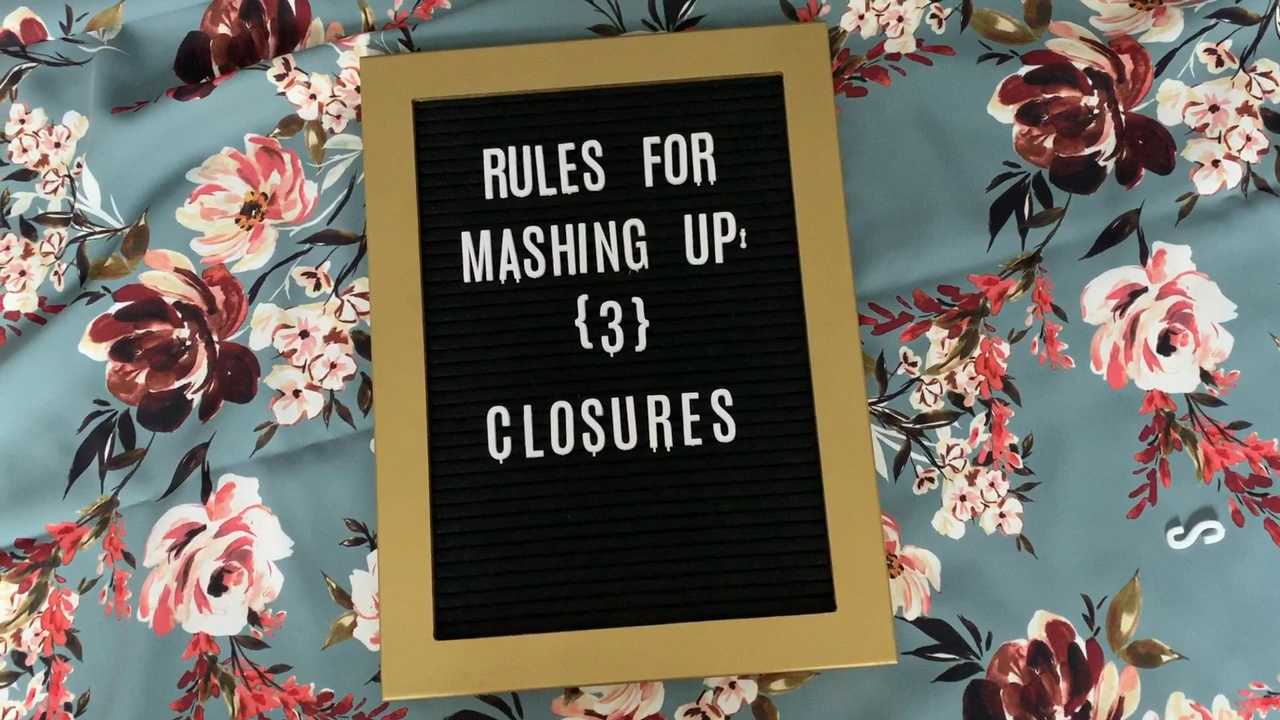 RULES FOR
MASHING UP:
{3}
CLOSURES
S